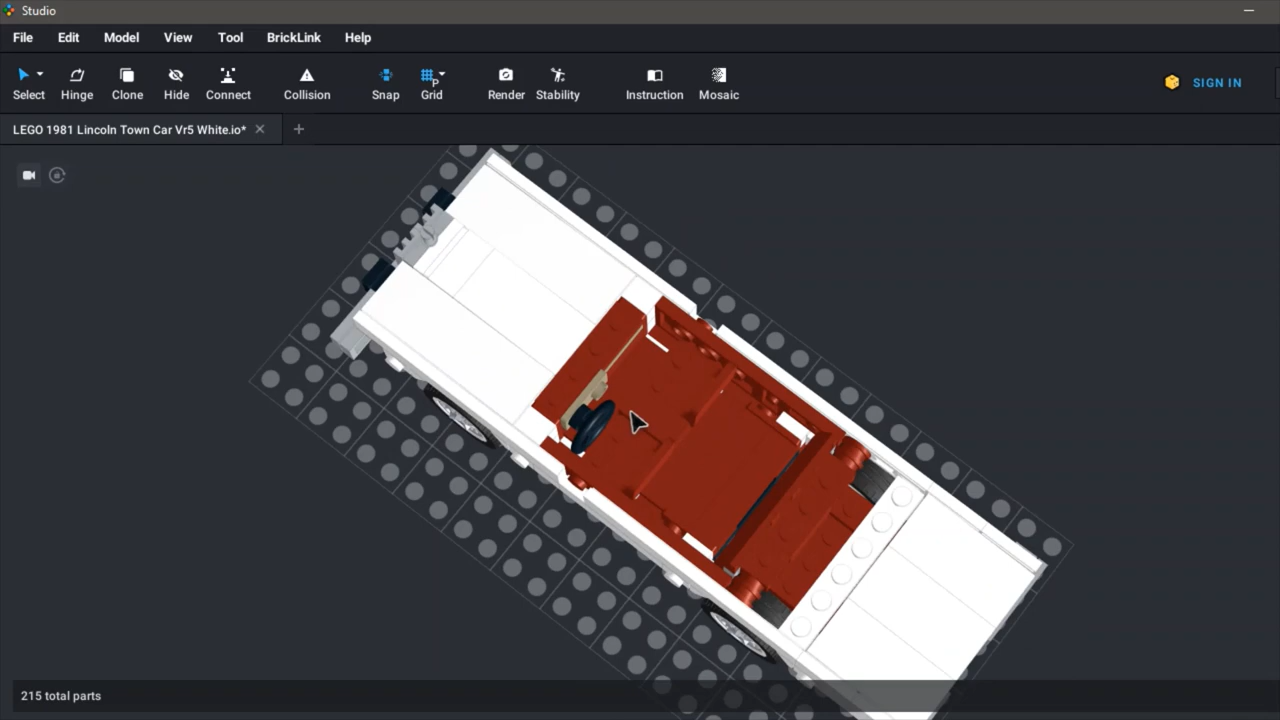 Studio
File Edit Model View Tool BrickLink Help
Select Hinge Clone Hide Connect Collision Snap Grid Render Stability Instruction Mosaic SIGN IN
LEGO 1981 Lincoln Town Car Vr5 White.io*
215 total parts